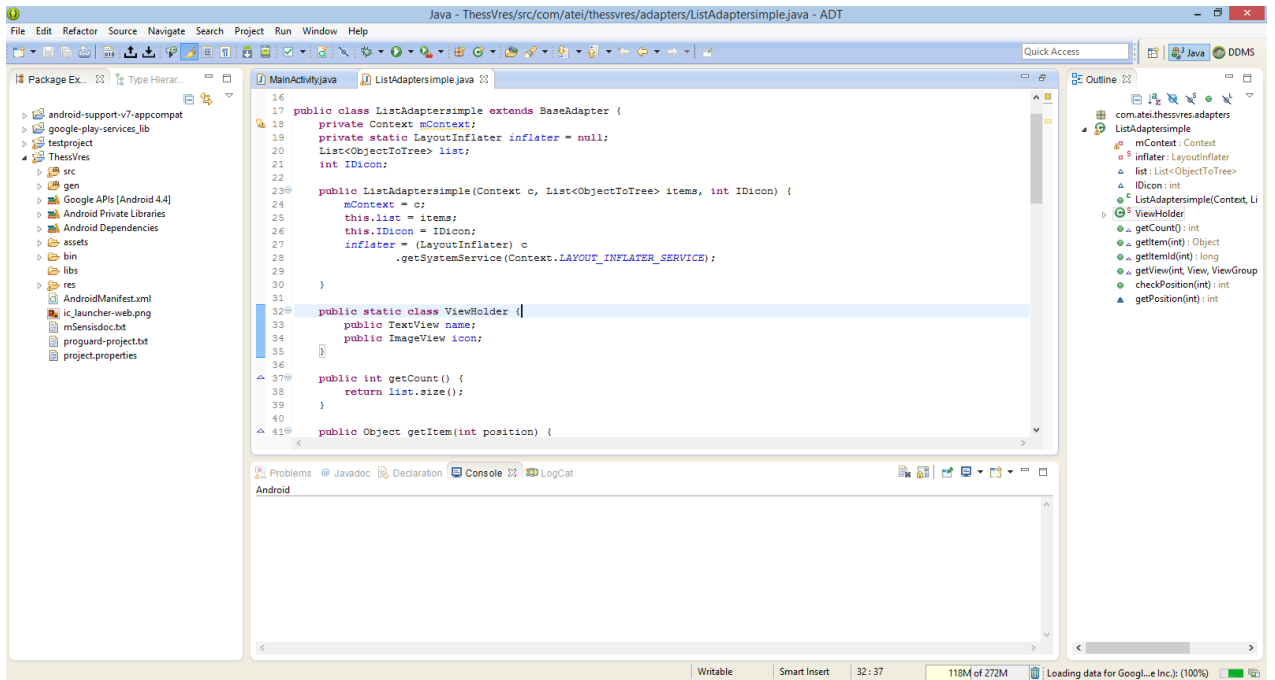 Java - ThessVres/src/com/atei/thessvres/adapters/ListAdaptersimple.java - ADT
File Edit Refactor Source Navigate Search Project Run Window Help
Quick Access
Java
DDMS
Package Ex...
Type Hierar...
android-support-v7-appcompat
google-play-services_lib
testproject
ThessVres
src
gen
Google APIs [Android 4.4]
Android Private Libraries
Android Dependencies
assets
bin
libs
res
AndroidManifest.xml
ic_launcher-web.png
mSensisdoc.txt
proguard-project.txt
project.properties
MainActivity.java
ListAdaptersimple.java
16
17 public class ListAdaptersimple extends BaseAdapter {
18 private Context mContext;
19 private static LayoutInflater inflater = null;
20 List<ObjectToTree> list;
21 int IDicon;
22
23 public ListAdaptersimple(Context c, List<ObjectToTree> items, int IDicon) {
24 mContext = c;
25 this.list = items;
26 this.IDicon = IDicon;
27 inflater = (LayoutInflater) c
28 .getSystemService(Context.LAYOUT_INFLATER_SERVICE);
29
30 }
31
32 public static class ViewHolder {
33 public TextView name;
34 public ImageView icon;
35 }
36
37 public int getCount() {
38 return list.size();
39 }
40
41 public Object getItem(int position) {
Problems @ Javadoc Declaration Console LogCat
Android
Outline
com.atei.thessvres.adapters
ListAdaptersimple
mContext : Context
inflater : LayoutInflater
list : List<ObjectToTree>
IDicon : int
ListAdaptersimple(Context, Li
ViewHolder
getCount() : int
getItem(int) : Object
getItemId(int) : long
getView(int, View, ViewGroup
checkPosition(int) : int
getPosition(int) : int
Writable
Smart Insert
32 : 37
118M of 272M
Loading data for Googl...e Inc.): (100%)